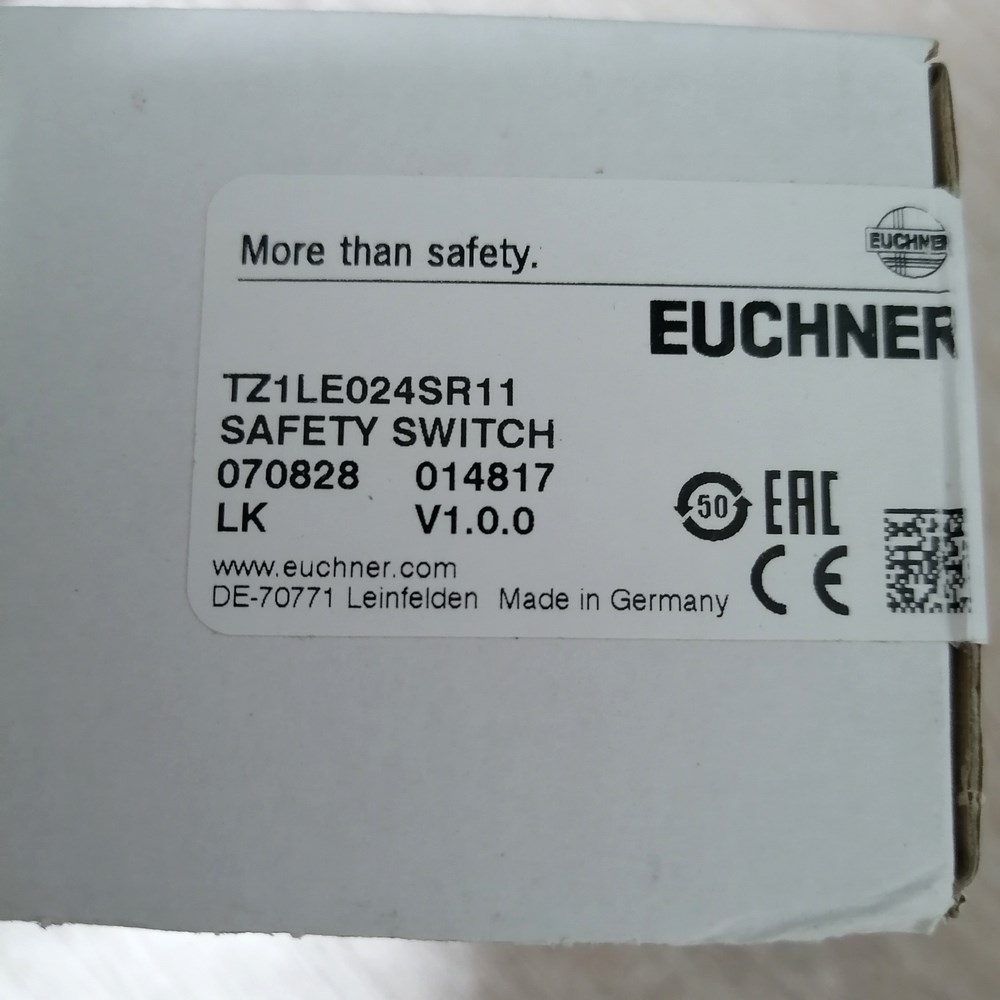 More than safety.
EUCHNER
EUCHNER
TZ1LE024SR11
SAFETY SWITCH
070828 014817
LK V1.0.0
50 EAC
CE
www.euchner.com
DE-70771 Leinfelden Made in Germany